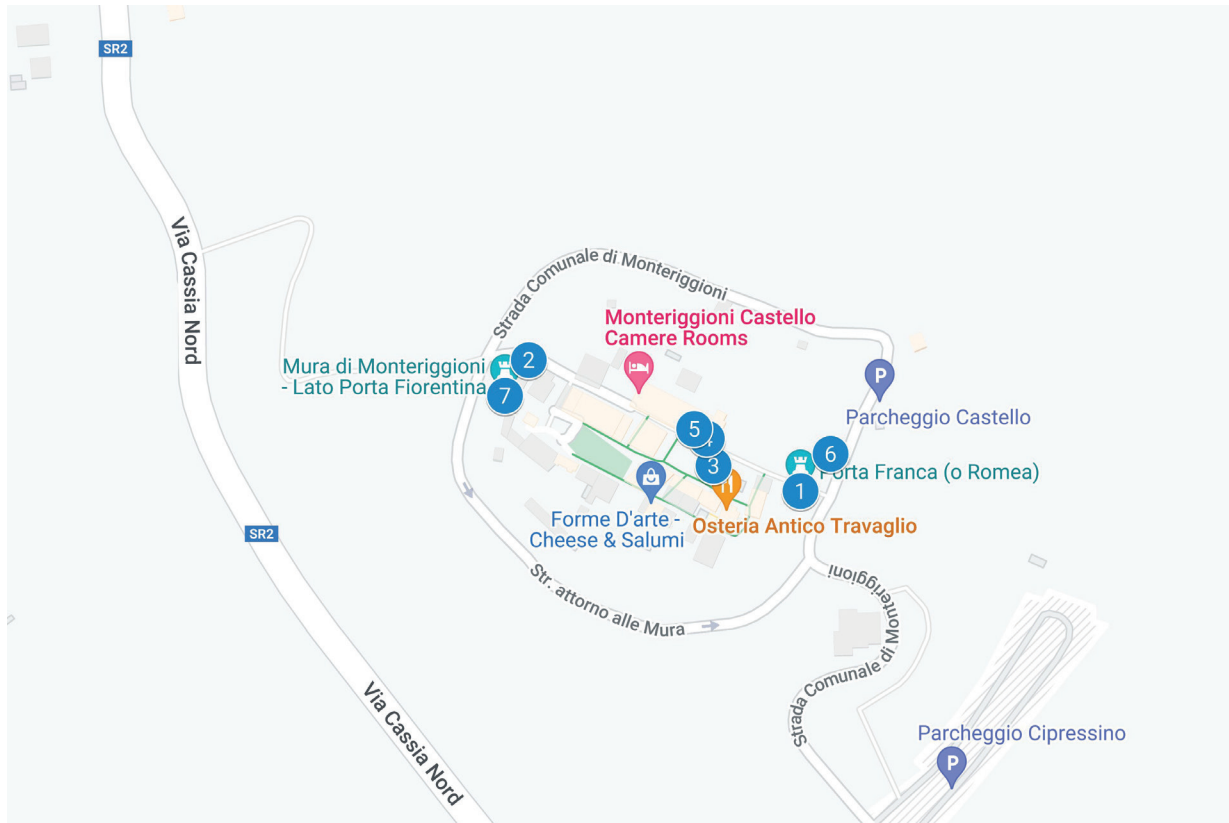 SR2
Via Cassia Nord
Strada Comunale di Monteriggioni
Monteriggioni Castello
Camere Rooms
Mura di Monteriggioni
- Lato Porta Fiorentina
2
7
P
Parcheggio Castello
5
4
3
6
Porta Franca (o Romea)
1
Forme D'arte -
Cheese & Salumi
Osteria Antico Travaglio
SR2
Str. attorno alle Mura
Strada Comunale di Monteriggioni
Via Cassia Nord
Parcheggio Cipressino
P